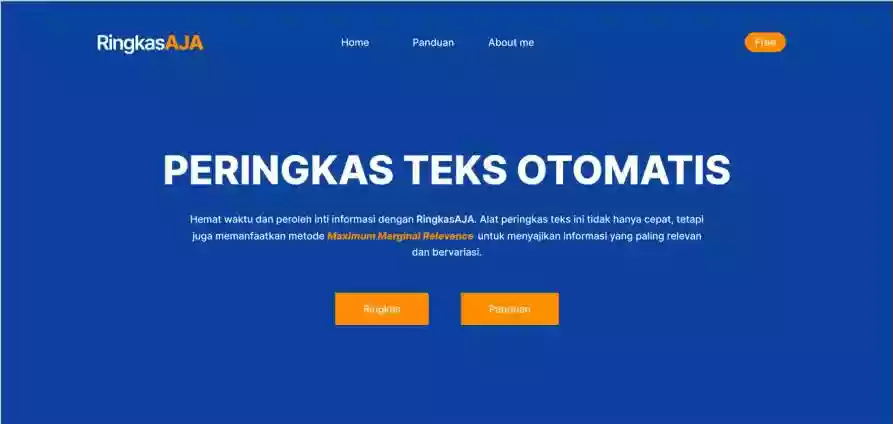 RingkasAJA Home Panduan About me Free
PERINGKAS TEKS OTOMATIS
Hemat waktu dan peroleh inti informasi dengan RingkasAJA. Alat peringkas teks ini tidak hanya cepat, tetapi
juga memanfaatkan metode Maximum Marginal Relevance untuk menyajikan informasi yang paling relevan
dan bervariasi.
Ringkas Panduan